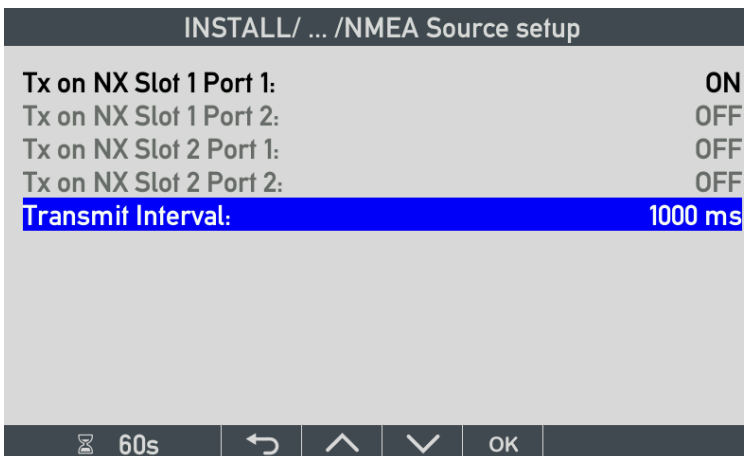 INSTALL/ ... /NMEA Source setup
Tx on NX Slot 1 Port 1: ON
Tx on NX Slot 1 Port 2: OFF
Tx on NX Slot 2 Port 1: OFF
Tx on NX Slot 2 Port 2: OFF
Transmit Interval: 1000 ms
60s OK